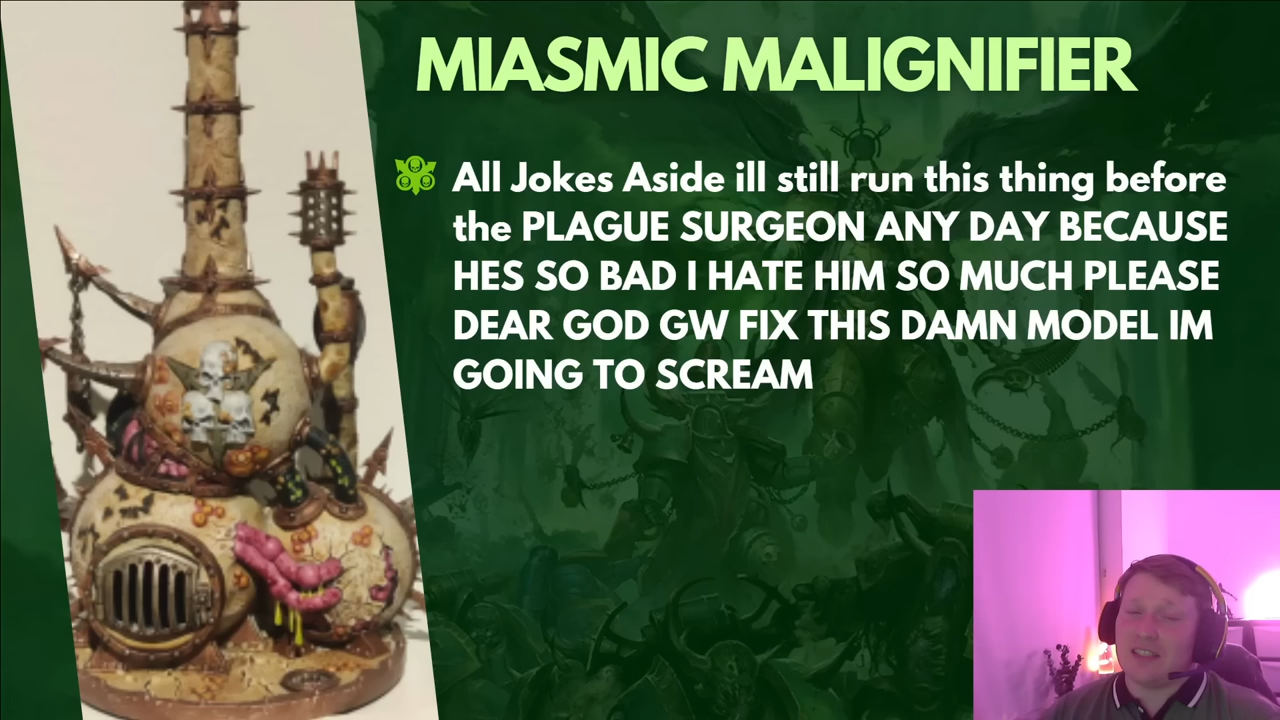 MIASMIC MALIGNIFIER
All Jokes Aside ill still run this thing before
the PLAGUE SURGEON ANY DAY BECAUSE
HES SO BAD I HATE HIM SO MUCH PLEASE
DEAR GOD GW FIX THIS DAMN MODEL IM
GOING TO SCREAM